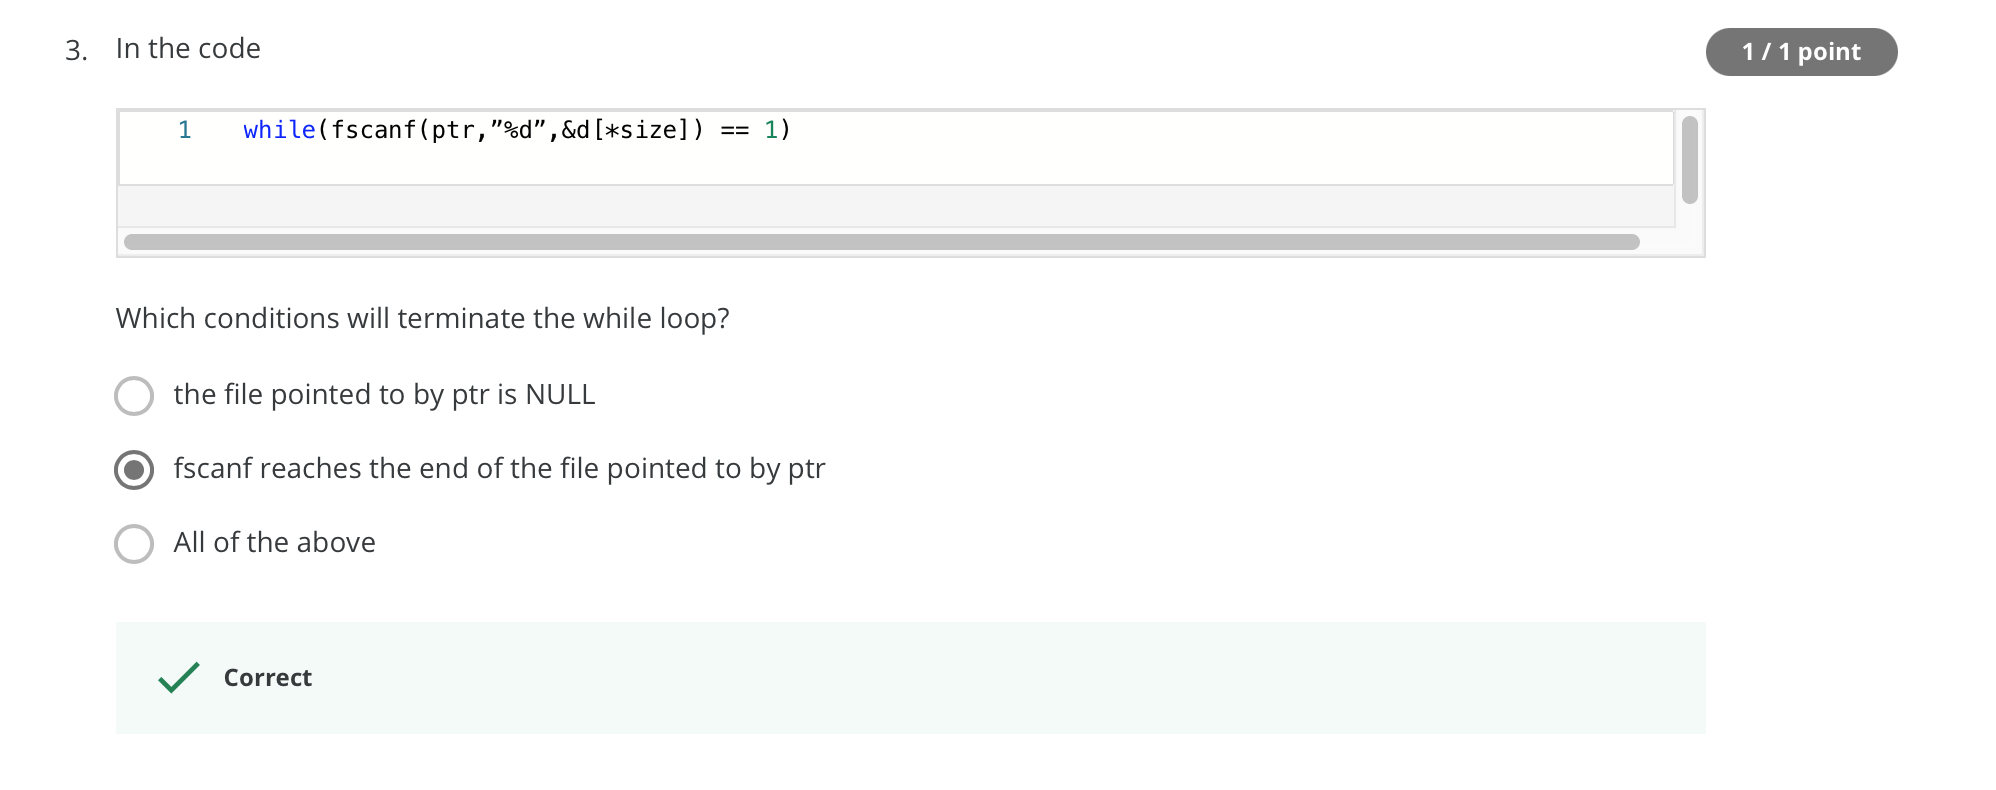 3. In the code
1 / 1 point
1 while(fscanf(ptr,”%d”,&d[*size]) == 1)
Which conditions will terminate the while loop?
the file pointed to by ptr is NULL
fscanf reaches the end of the file pointed to by ptr
All of the above
Correct